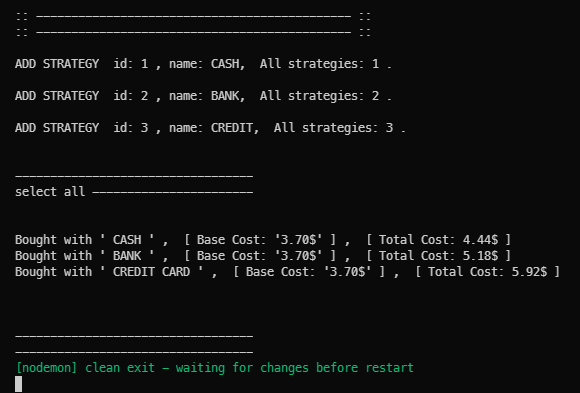 :: --------------------------------------------- ::
:: --------------------------------------------- ::
ADD STRATEGY  id: 1 , name: CASH,  All strategies: 1 .
ADD STRATEGY  id: 2 , name: BANK,  All strategies: 2 .
ADD STRATEGY  id: 3 , name: CREDIT,  All strategies: 3 .
----------------------------------
select all -----------------------
Bought with ' CASH ' ,  [ Base Cost: '3.70$' ] ,  [ Total Cost: 4.44$ ]
Bought with ' BANK ' ,  [ Base Cost: '3.70$' ] ,  [ Total Cost: 5.18$ ]
Bought with ' CREDIT CARD ' ,  [ Base Cost: '3.70$' ] ,  [ Total Cost: 5.92$ ]
----------------------------------
----------------------------------
[nodemon] clean exit - waiting for changes before restart